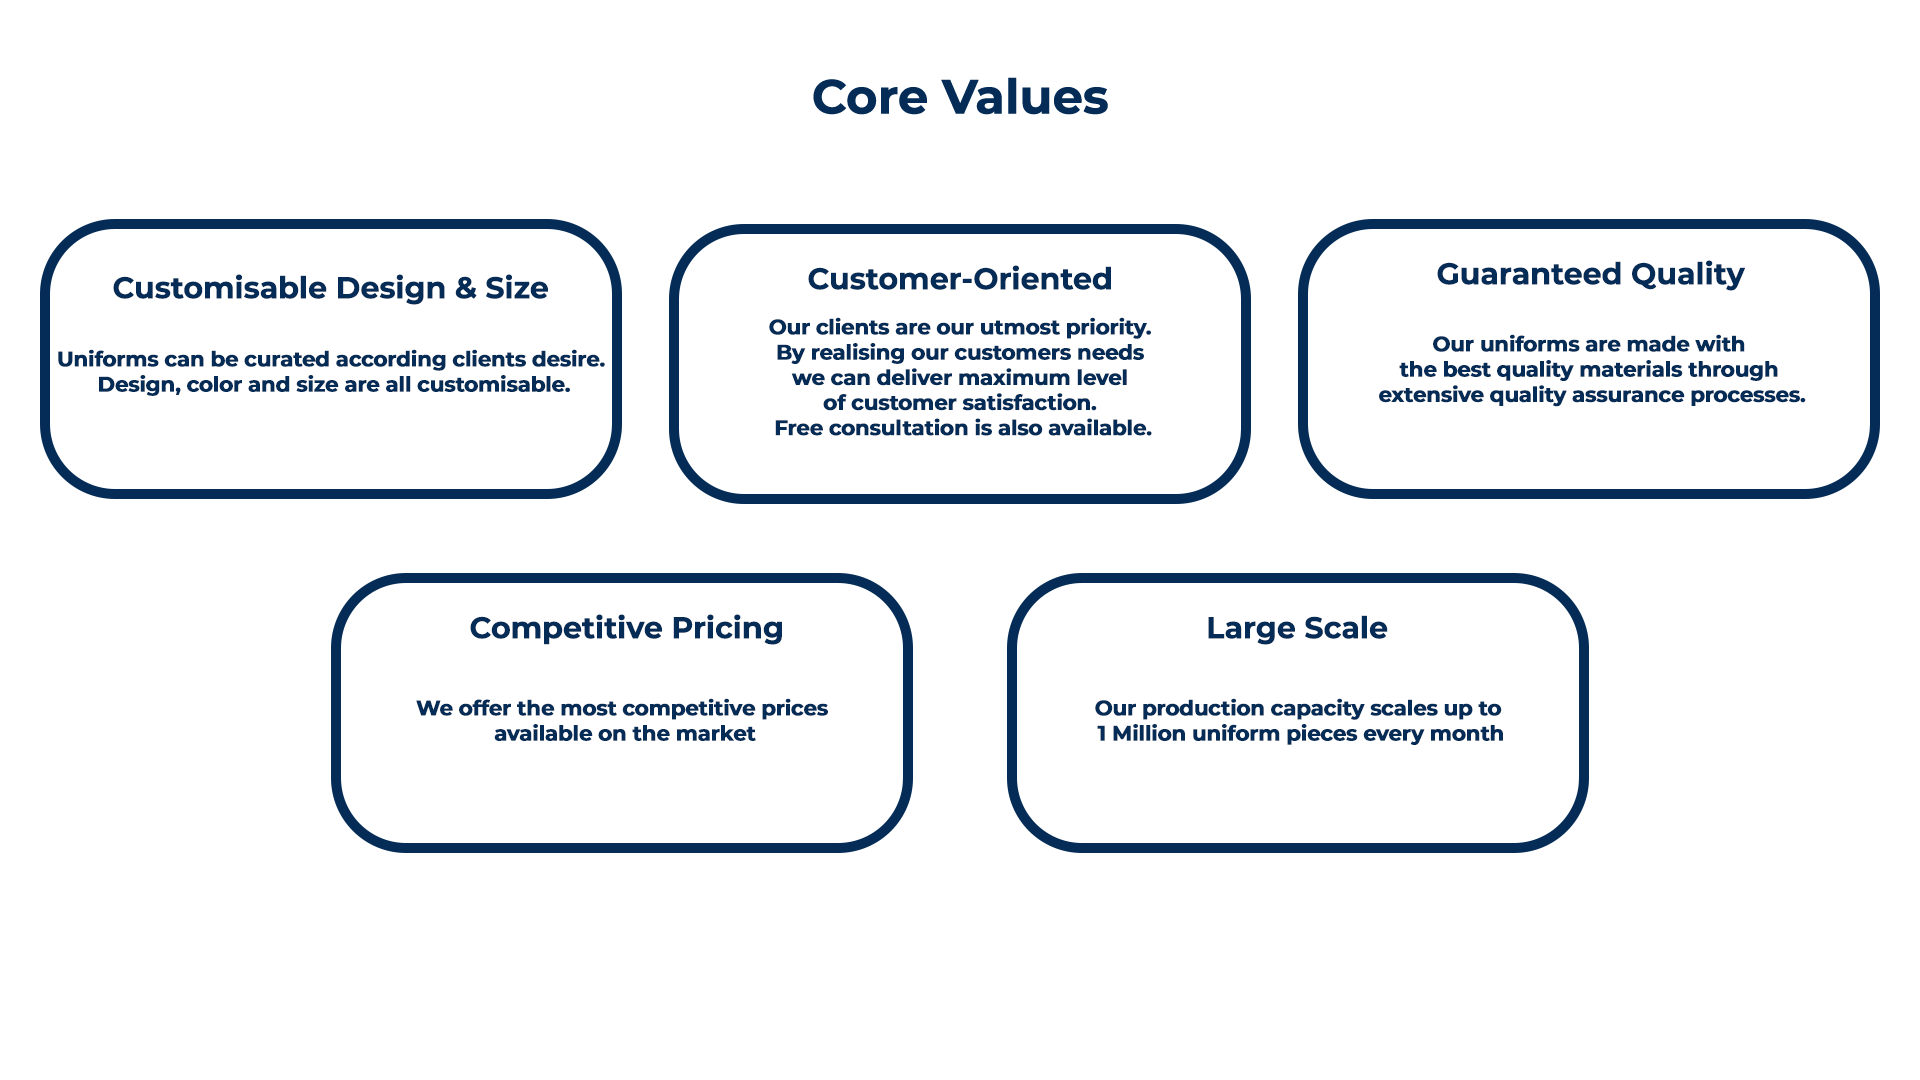 Core Values
Customisable Design & Size
Uniforms can be curated according clients desire.
Design, color and size are all customisable.
Customer-Oriented
Our clients are our utmost priority.
By realising our customers needs
we can deliver maximum level
of customer satisfaction.
Free consultation is also available.
Guaranteed Quality
Our uniforms are made with
the best quality materials through
extensive quality assurance processes.
Competitive Pricing
We offer the most competitive prices
available on the market
Large Scale
Our production capacity scales up to
1 Million uniform pieces every month